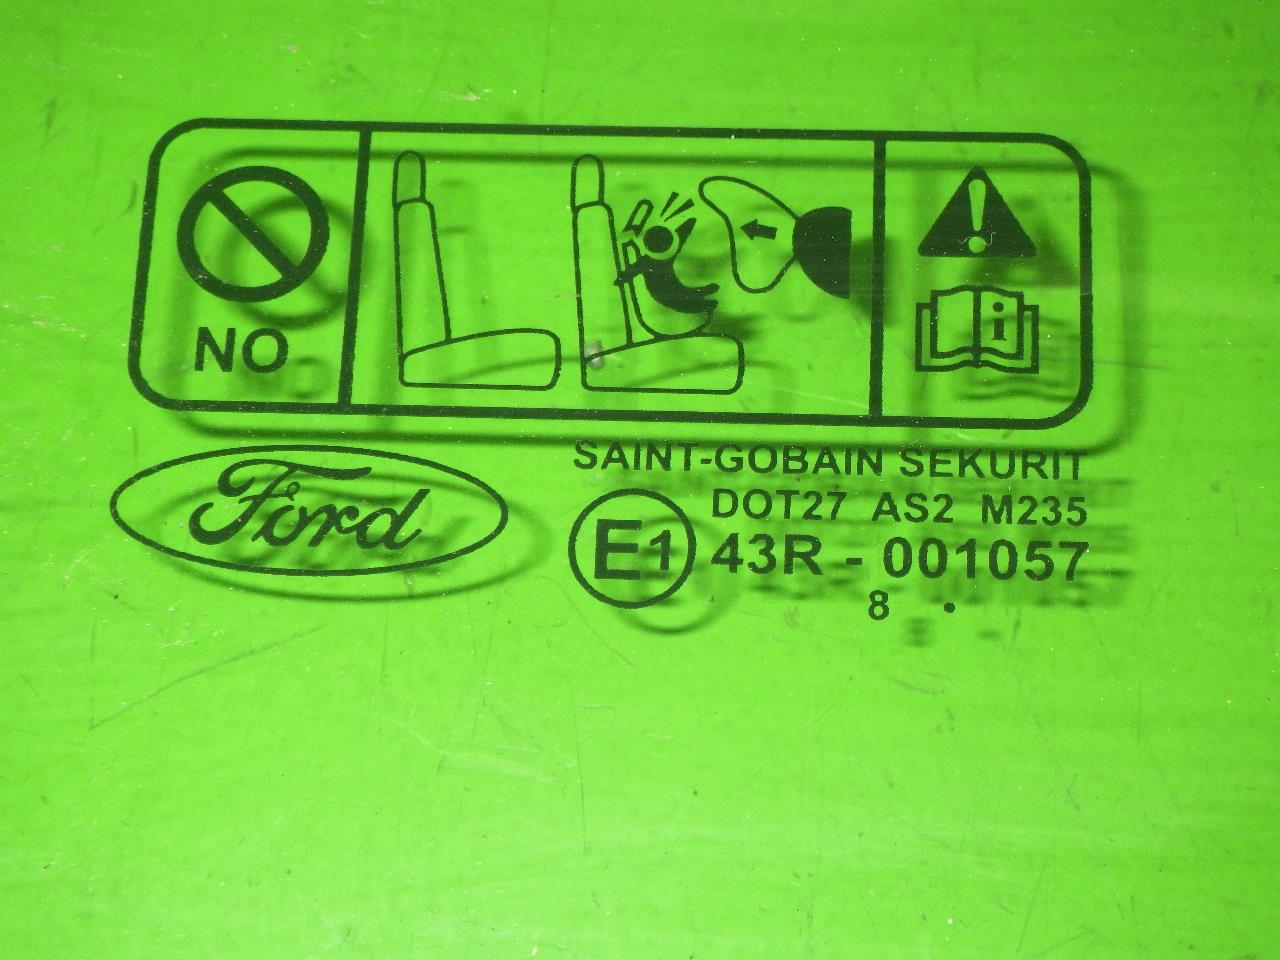 NO
i
Ford
SAINT-GOBAIN SEKURIT
DOT27 AS2 M235
E1 43R - 001057
8 .